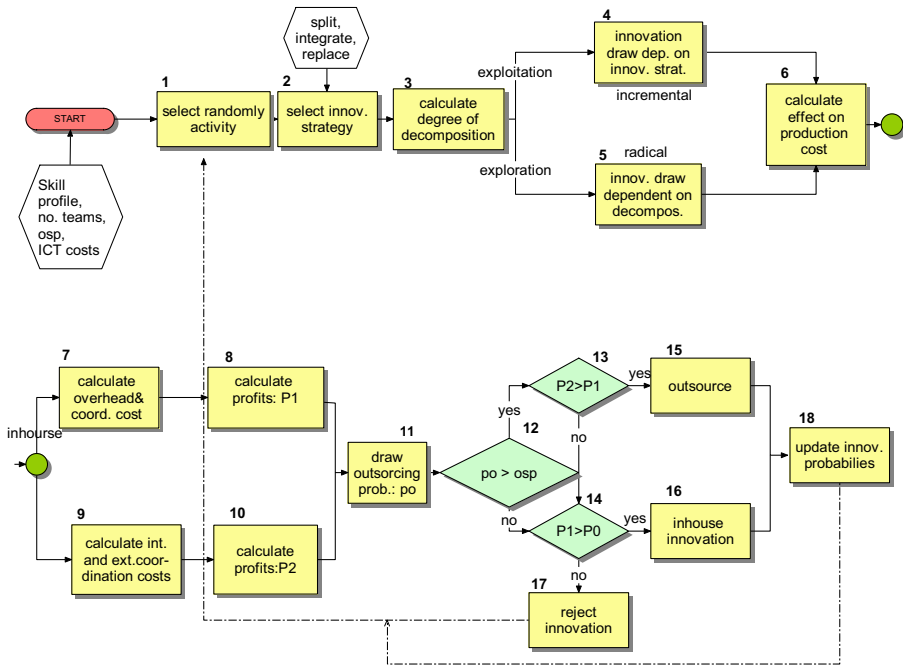 split,
integrate,
replace
START
Skill
profile,
no. teams,
osp,
ICT costs
1
select randomly
activity
2
select innov.
strategy
3
calculate
degree of
decomposition
exploitation
exploration
4
innovation
draw dep. on
innov. strat.
incremental
radical
5
innov. draw
dependent on
decompos.
6
calculate
effect on
production
cost
inhourse
7
calculate
overhead&
coord. cost
8
calculate
profits: P1
9
calculate int.
and ext.coor-
dination costs
10
calculate
profits:P2
11
draw
outsorcing
prob.: po
12
po > osp
yes
no
13
P2>P1
yes
no
14
P1>P0
yes
no
15
outsource
16
inhouse
innovation
17
reject
innovation
18
update innov.
probabilies